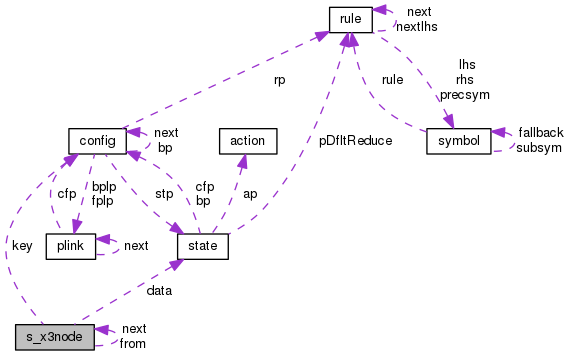 rule
next
nextlhs
rp
lhs
rhs
precsym
rule
config
next
bp
action
pDfltReduce
symbol
fallback
subsym
cfp
bplp
fplp
stp
cfp
bp
ap
key
plink
next
state
data
s_x3node
next
from